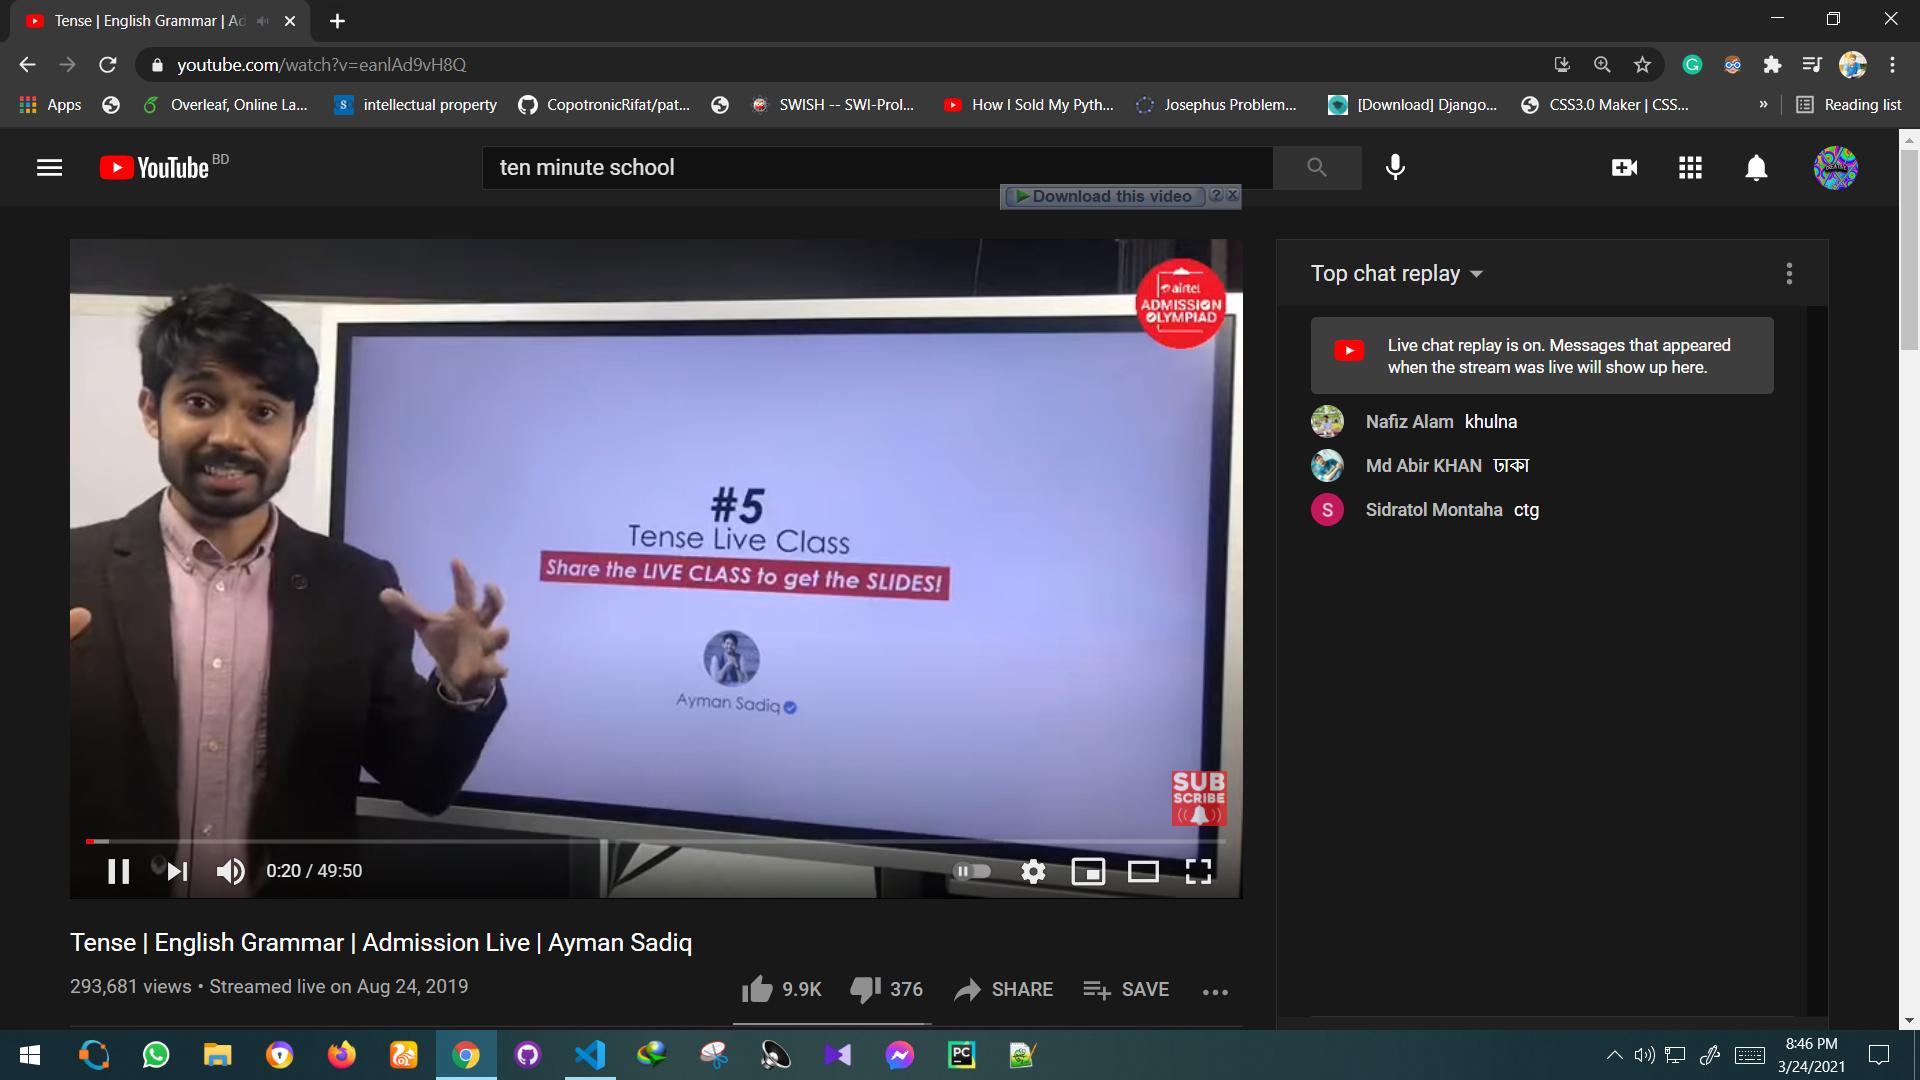 Tense | English Grammar | Ad
youtube.com/watch?v=eanlAd9vH8Q
Apps
Overleaf, Online La...
intellectual property
CopotronicRifat/pat...
SWISH -- SWI-Prol...
How I Sold My Pyth...
Josephus Problem...
[Download] Django...
CSS3.0 Maker | CSS...
»
Reading list
YouTube BD
ten minute school
Download this video
Top chat replay
Live chat replay is on. Messages that appeared
when the stream was live will show up here.
Nafiz Alam khulna
Md Abir KHAN ঢাকা
S Sidratol Montaha ctg
airtel
ADMISSION
OLYMPIAD
#5
Tense Live Class
Share the LIVE CLASS to get the SLIDES!
Ayman Sadiq
SUB
SCRIBE
0:20 / 49:50
Tense | English Grammar | Admission Live | Ayman Sadiq
293,681 views • Streamed live on Aug 24, 2019
9.9K
376
SHARE
SAVE
PC
8:46 PM
3/24/2021